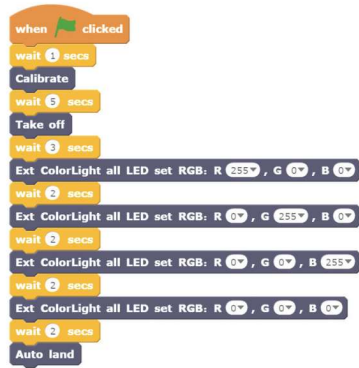 when clicked
wait 1 secs
Calibrate
wait 5 secs
Take off
wait 3 secs
Ext ColorLight all LED set RGB: R 255 , G 0 , B 0
wait 2 secs
Ext ColorLight all LED set RGB: R 0 , G 255 , B 0
wait 2 secs
Ext ColorLight all LED set RGB: R 0 , G 0 , B 255
wait 2 secs
Ext ColorLight all LED set RGB: R 0 , G 0 , B 0
wait 2 secs
Auto land